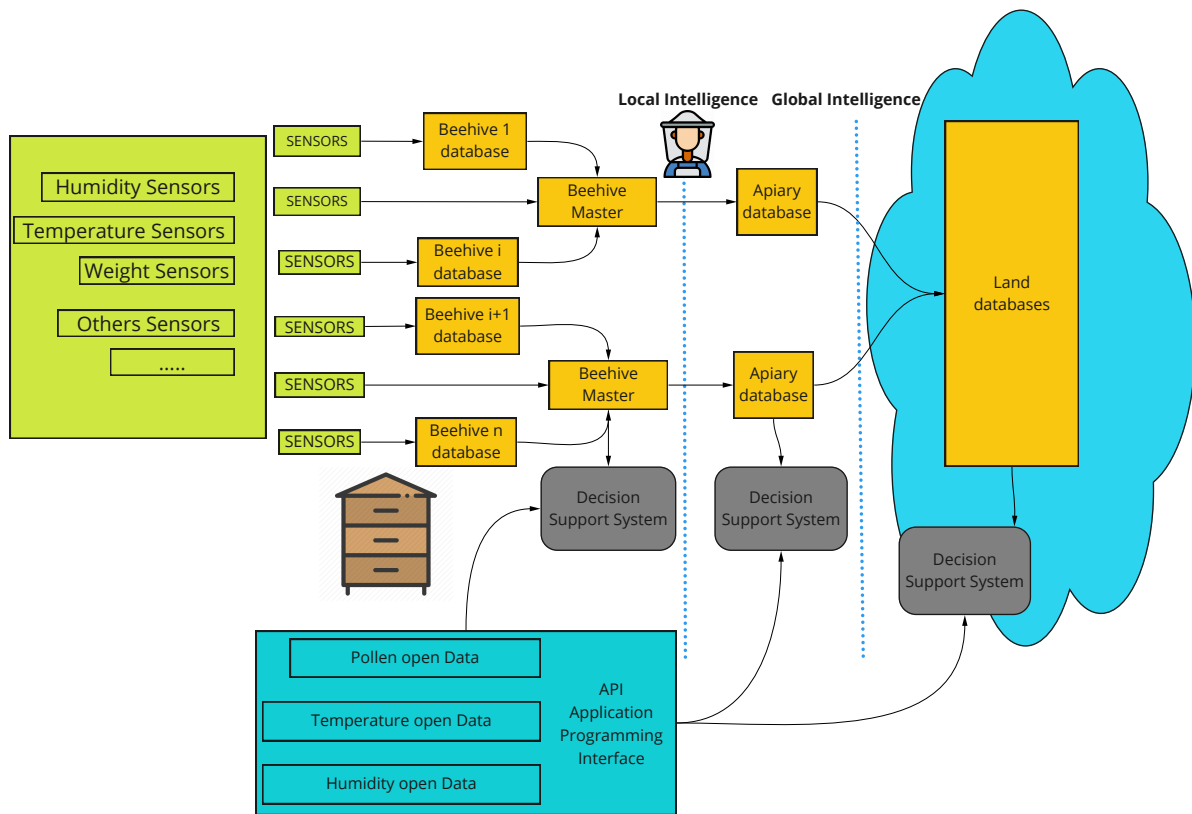 Local Intelligence
Global Intelligence
Humidity Sensors
Temperature Sensors
Weight Sensors
Others Sensors
.....
SENSORS
SENSORS
SENSORS
SENSORS
SENSORS
SENSORS
Beehive 1
database
Beehive i
database
Beehive i+1
database
Beehive n
database
Beehive
Master
Beehive
Master
Apiary
database
Apiary
database
Land
databases
Decision
Support System
Decision
Support System
Decision
Support System
Pollen open Data
Temperature open Data
Humidity open Data
API
Application
Programming
Interface